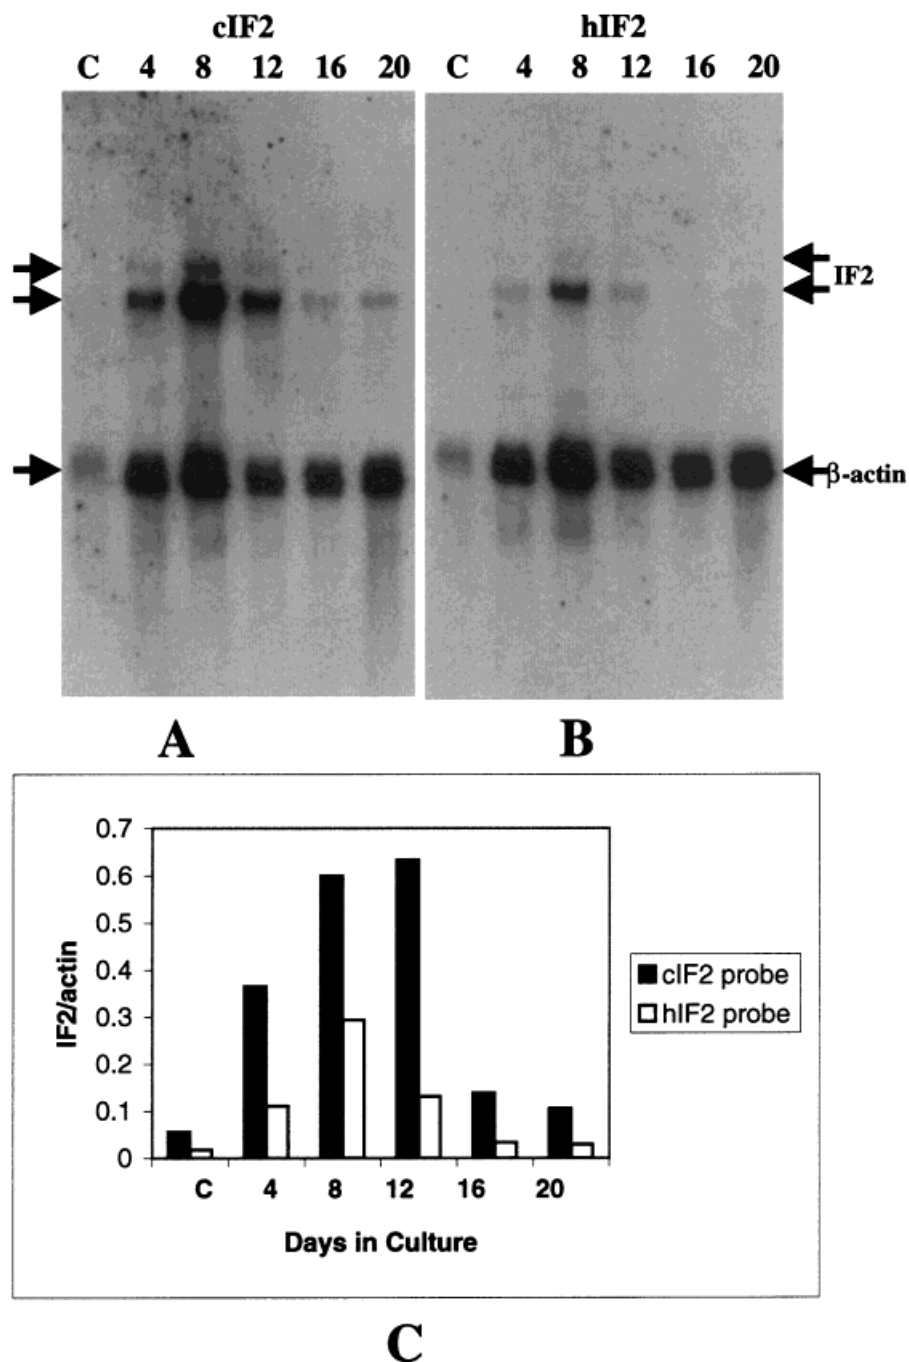 cIF2 hIF2
C 4 8 12 16 20 C 4 8 12 16 20
IF2
β-actin
A B
0.7
0.6
0.5
0.4
0.3
0.2
0.1
0
IF2/actin
cIF2 probe
hIF2 probe
C 4 8 12 16 20
Days in Culture
C